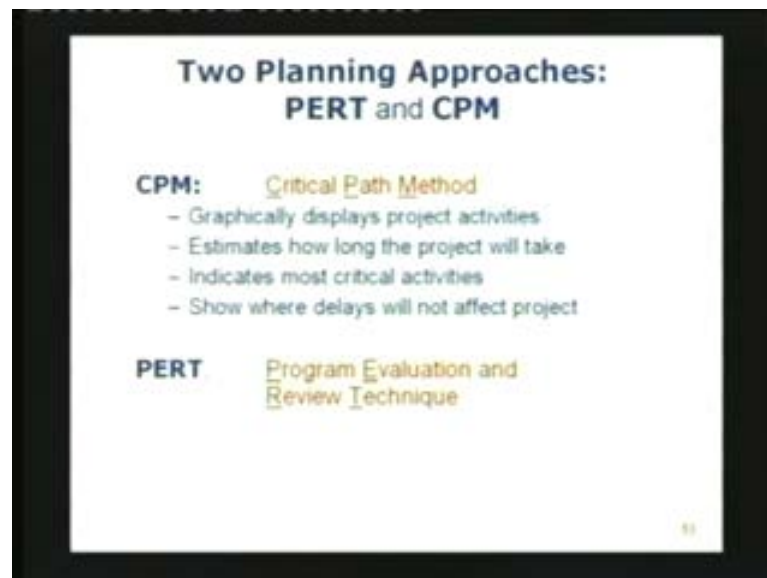 Two Planning Approaches:
PERT and CPM
CPM: Critical Path Method
– Graphically displays project activities
– Estimates how long the project will take
– Indicates most critical activities
– Show where delays will not affect project
PERT Program Evaluation and
Review Technique